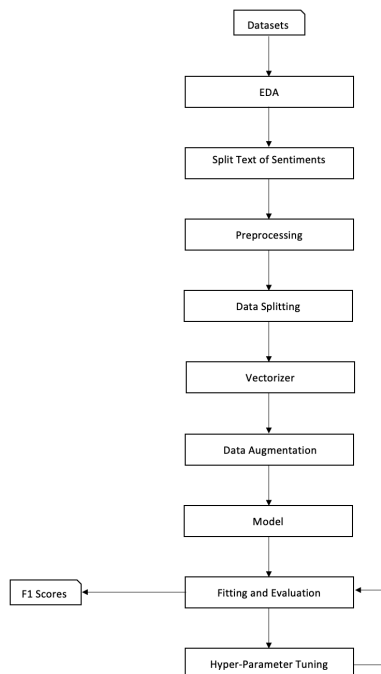 Datasets
EDA
Split Text of Sentiments
Preprocessing
Data Splitting
Vectorizer
Data Augmentation
Model
F1 Scores
Fitting and Evaluation
Hyper-Parameter Tuning